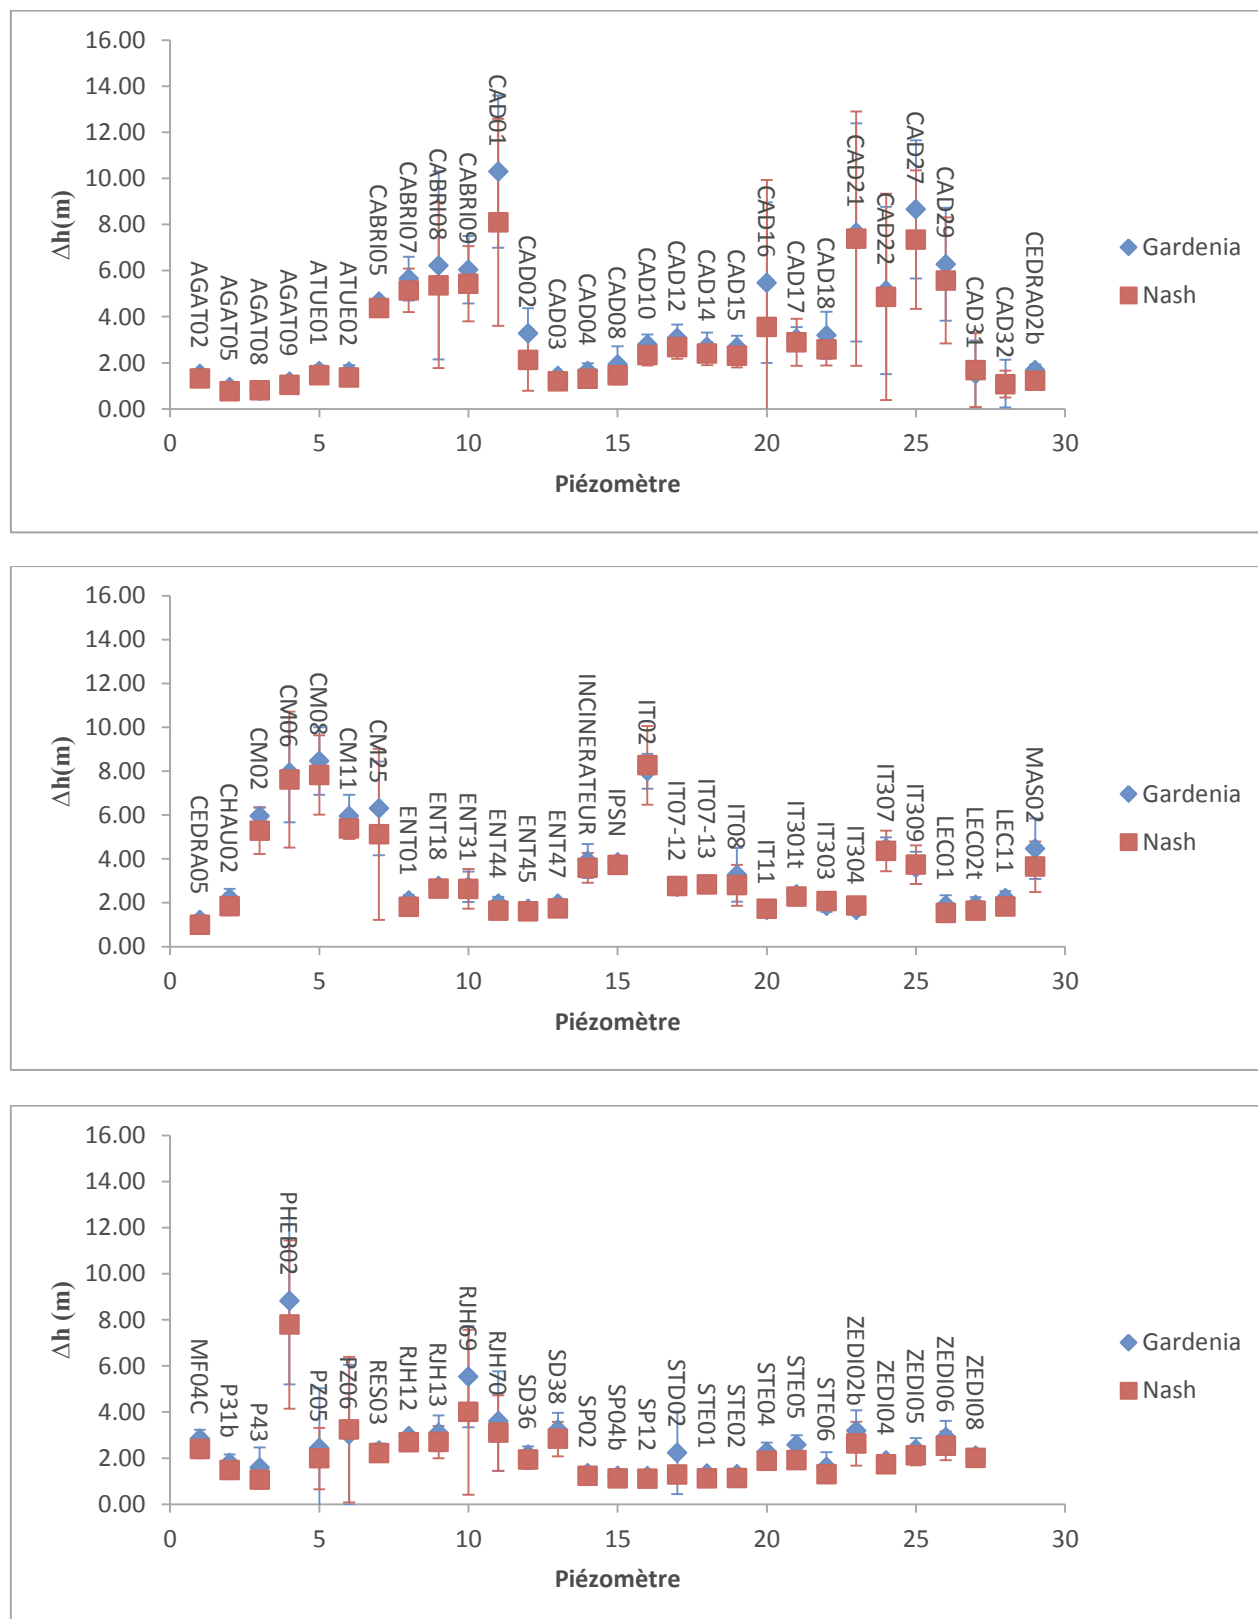 16.00
14.00
12.00
10.00
8.00
6.00
4.00
2.00
0.00
Δh(m)
AGAT02
AGAT05
AGAT08
AGAT09
ATUE01
ATUE02
CABRI05
CABRI07
CABRI08
CABRI09
CAD01
CAD02
CAD03
CAD04
CAD08
CAD10
CAD12
CAD14
CAD15
CAD16
CAD17
CAD18
CAD21
CAD22
CAD27
CAD29
CAD31
CAD32
CEDRA02b
0 5 10 15 20 25 30
Piézomètre
Gardenia
Nash
16.00
14.00
12.00
10.00
8.00
6.00
4.00
2.00
0.00
Δh(m)
CEDRA05
CHAU02
CM02
CM06
CM08
CM11
CM25
ENT01
ENT18
ENT31
ENT44
ENT45
ENT47
INCINERATEUR
IPSN
IT02
IT07-12
IT07-13
IT08
IT11
IT301t
IT303
IT304
IT307
IT309
LEC01
LEC02t
LEC11
MAS02
0 5 10 15 20 25 30
Piézomètre
Gardenia
Nash
16.00
14.00
12.00
10.00
8.00
6.00
4.00
2.00
0.00
Δh (m)
MF04C
P31b
P43
PHEB02
PZ05
PZ06
RES03
RJH12
RJH13
RJH69
RJH70
SD36
SD38
SP02
SP04b
SP12
STD02
STE01
STE02
STE04
STE05
STE06
ZEDI02b
ZEDI04
ZEDI05
ZEDI06
ZEDI08
0 5 10 15 20 25 30
Piézomètre
Gardenia
Nash